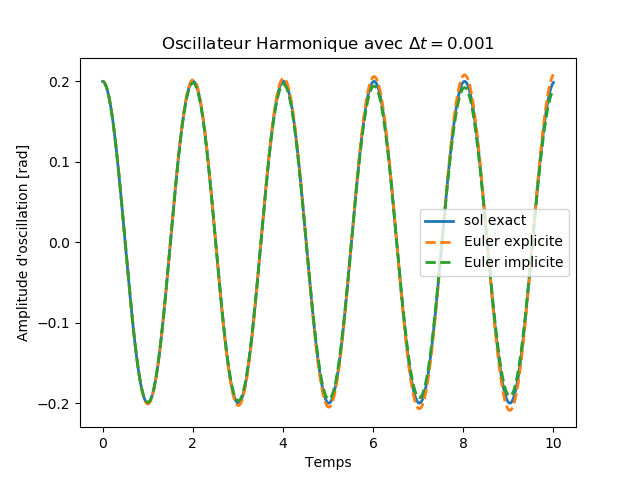 Oscillateur Harmonique avec Δt = 0.001
Amplitude d'oscillation [rad]
0.2
0.1
0.0
−0.1
−0.2
sol exact
Euler explicite
Euler implicite
0 2 4 6 8 10
Temps